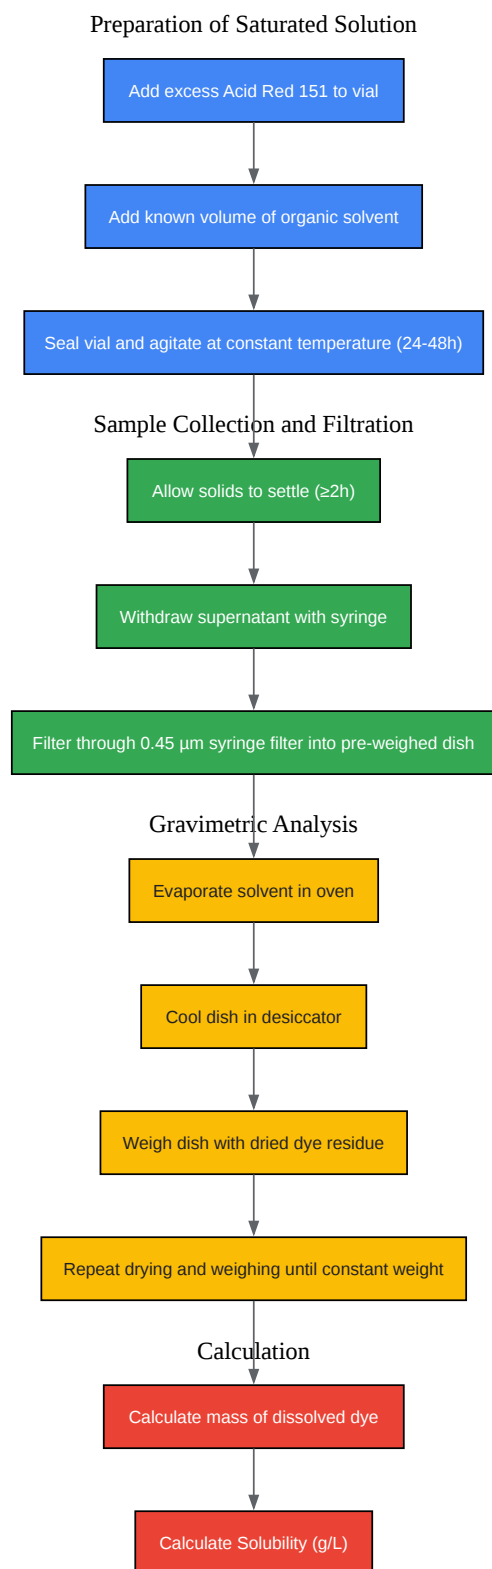 Preparation of Saturated Solution
Add excess Acid Red 151 to vial
Add known volume of organic solvent
Seal vial and agitate at constant temperature (24-48h)
Sample Collection and Filtration
Allow solids to settle (≥2h)
Withdraw supernatant with syringe
Filter through 0.45 µm syringe filter into pre-weighed dish
Gravimetric Analysis
Evaporate solvent in oven
Cool dish in desiccator
Weigh dish with dried dye residue
Repeat drying and weighing until constant weight
Calculation
Calculate mass of dissolved dye
Calculate Solubility (g/L)